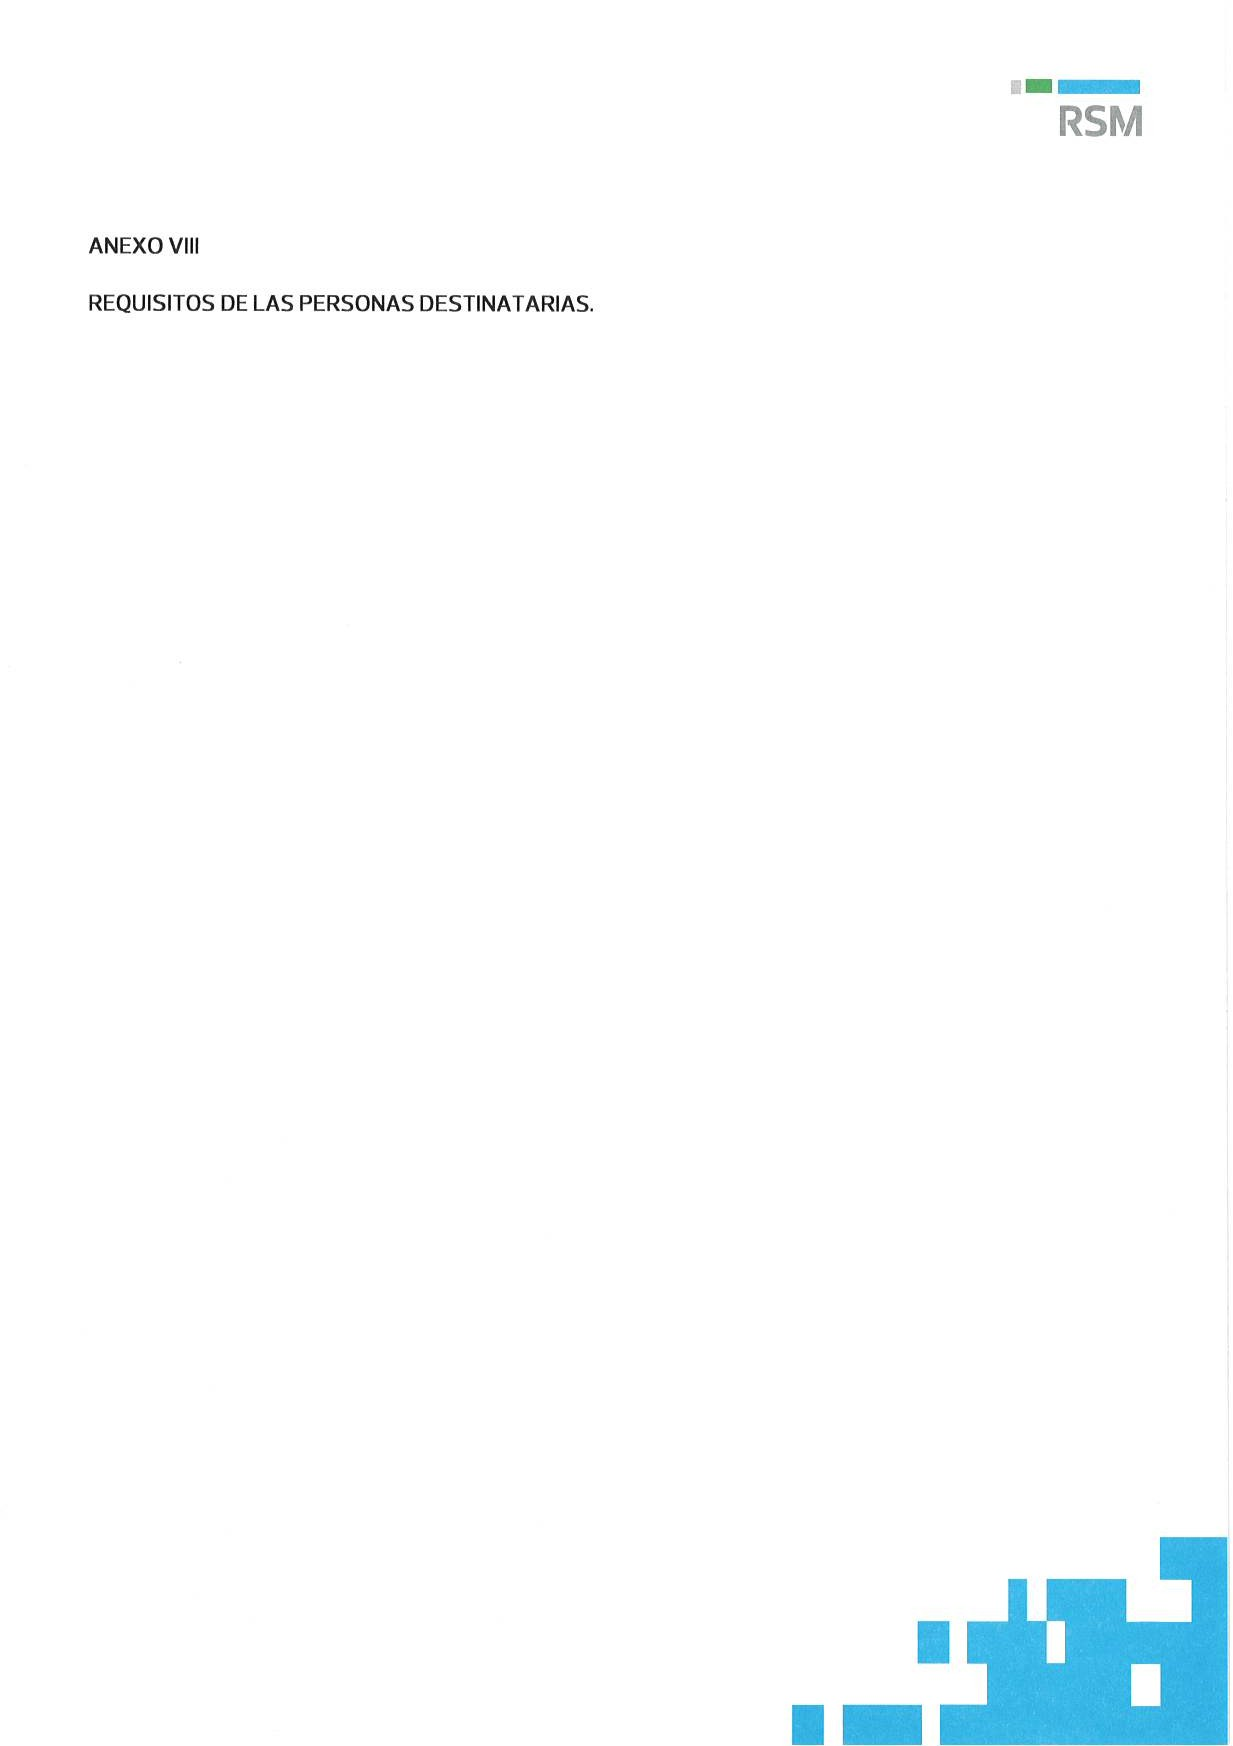 RSM
ANEXO VIII
REQUISITOS DE LAS PERSONAS DESTINATARIAS.